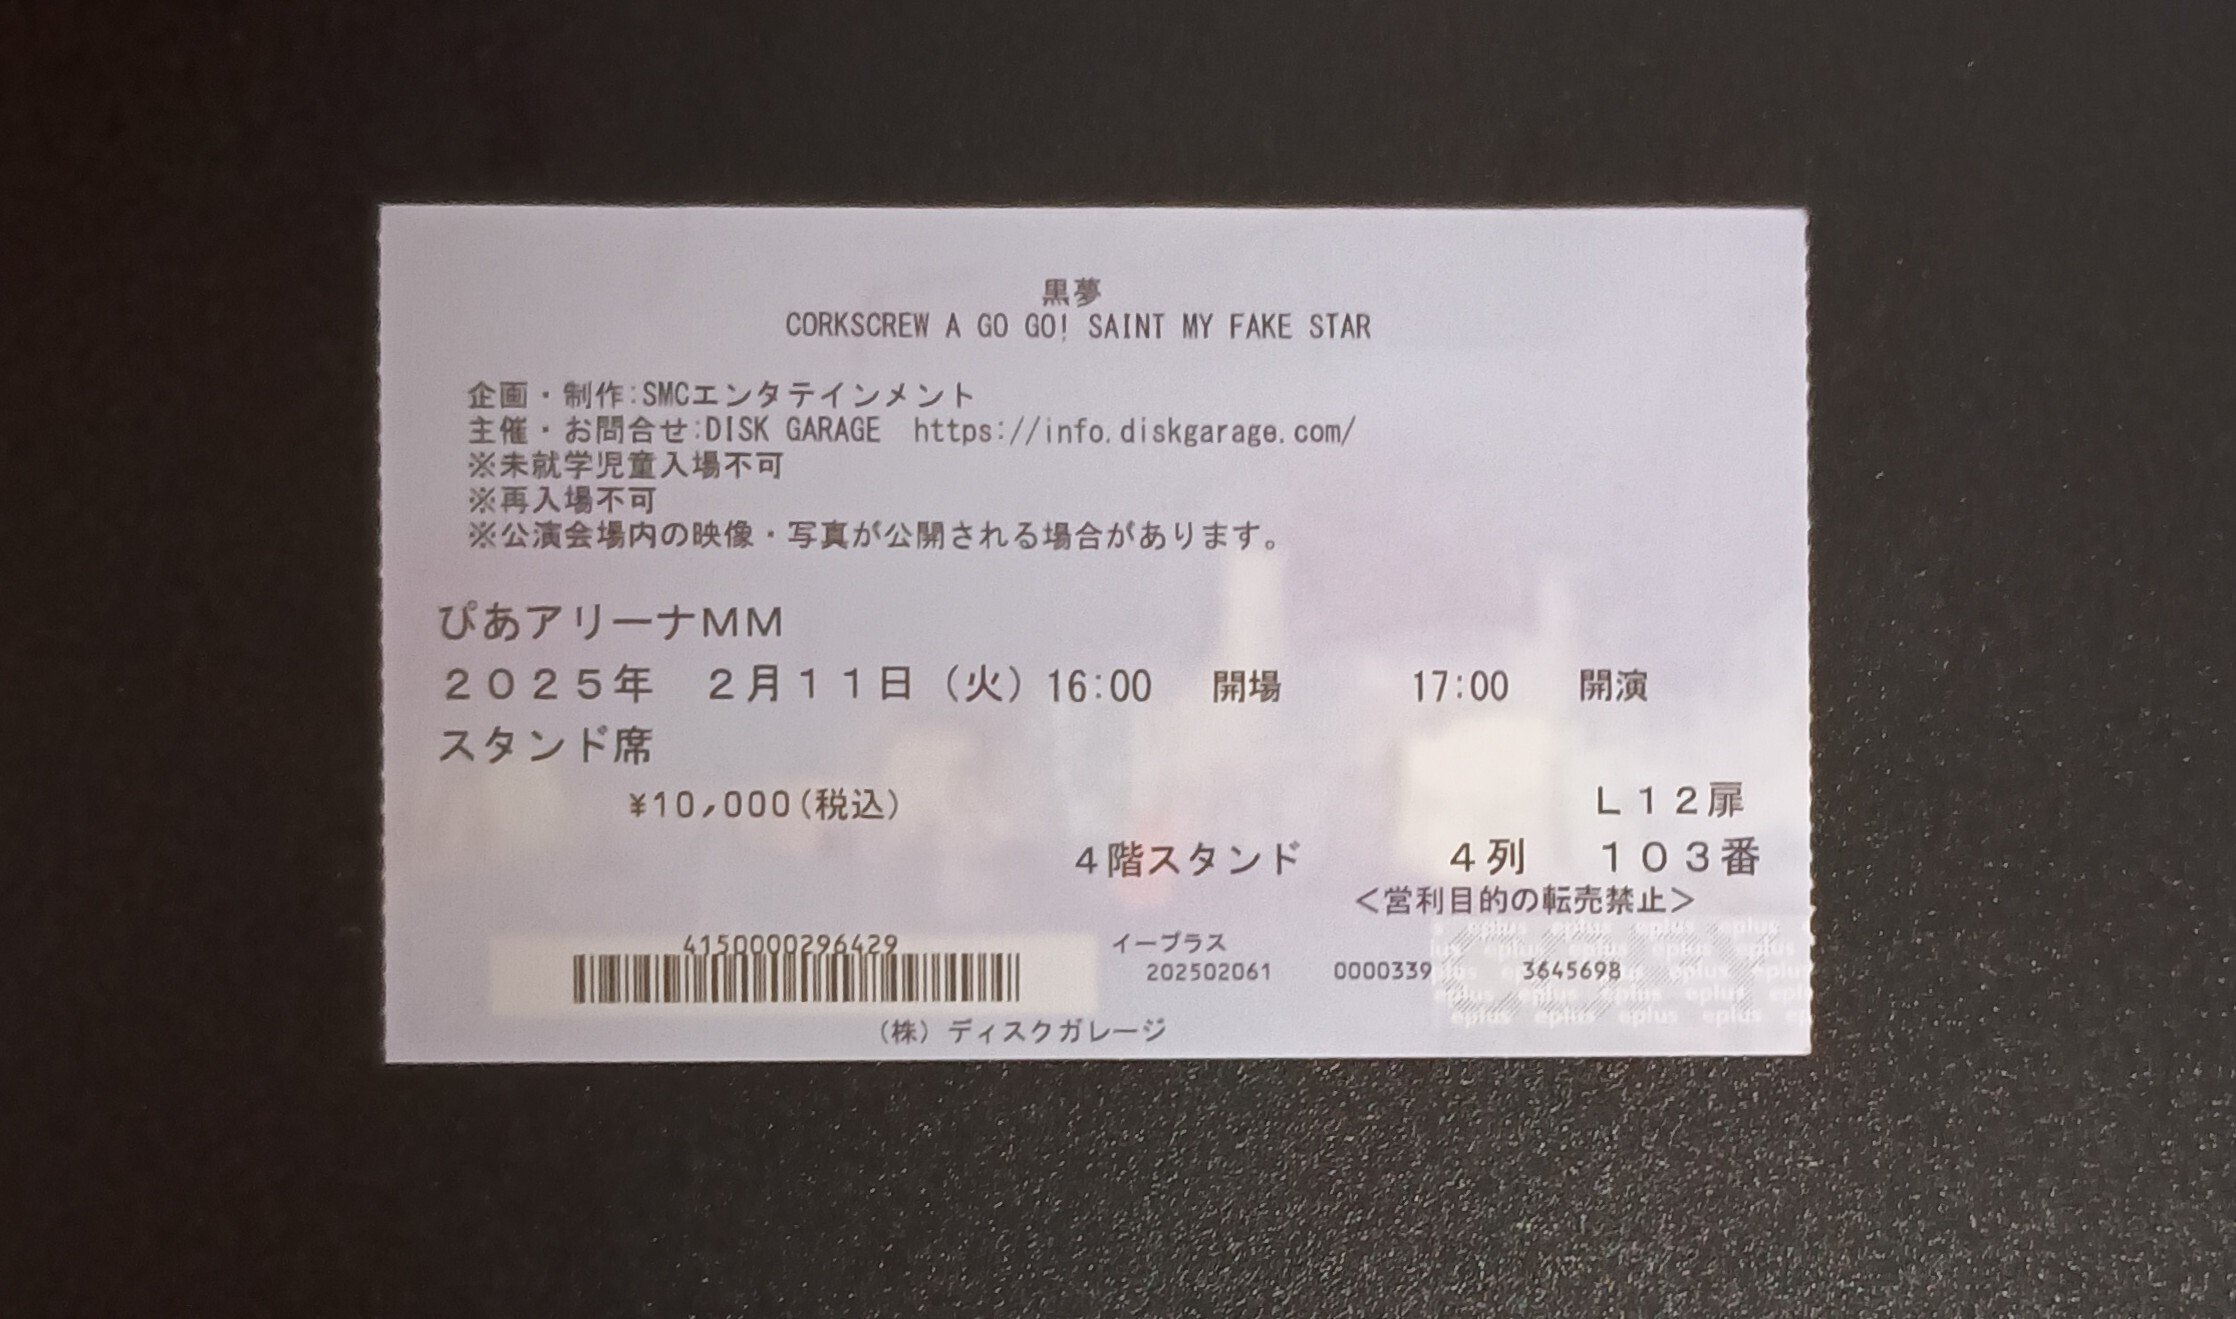 黒夢
CORKSCREW A GO GO! SAINT MY FAKE STAR
企画・制作:SMCエンタテインメント
主催・お問合せ:DISK GARAGE　https://info.diskgarage.com/
※未就学児童入場不可
※再入場不可
※公演会場内の映像・写真が公開される場合があります。
ぴあアリーナＭＭ
２０２５年　２月１１日（火）16:00　開場　17:00　開演
スタンド席
¥10,000(税込)
Ｌ１２扉
４階スタンド　４列　１０３番
＜営利目的の転売禁止＞
4150000296429
イープラス
202502061　0000339　3645698
（株）ディスクガレージ
eplus eplus eplus eplus